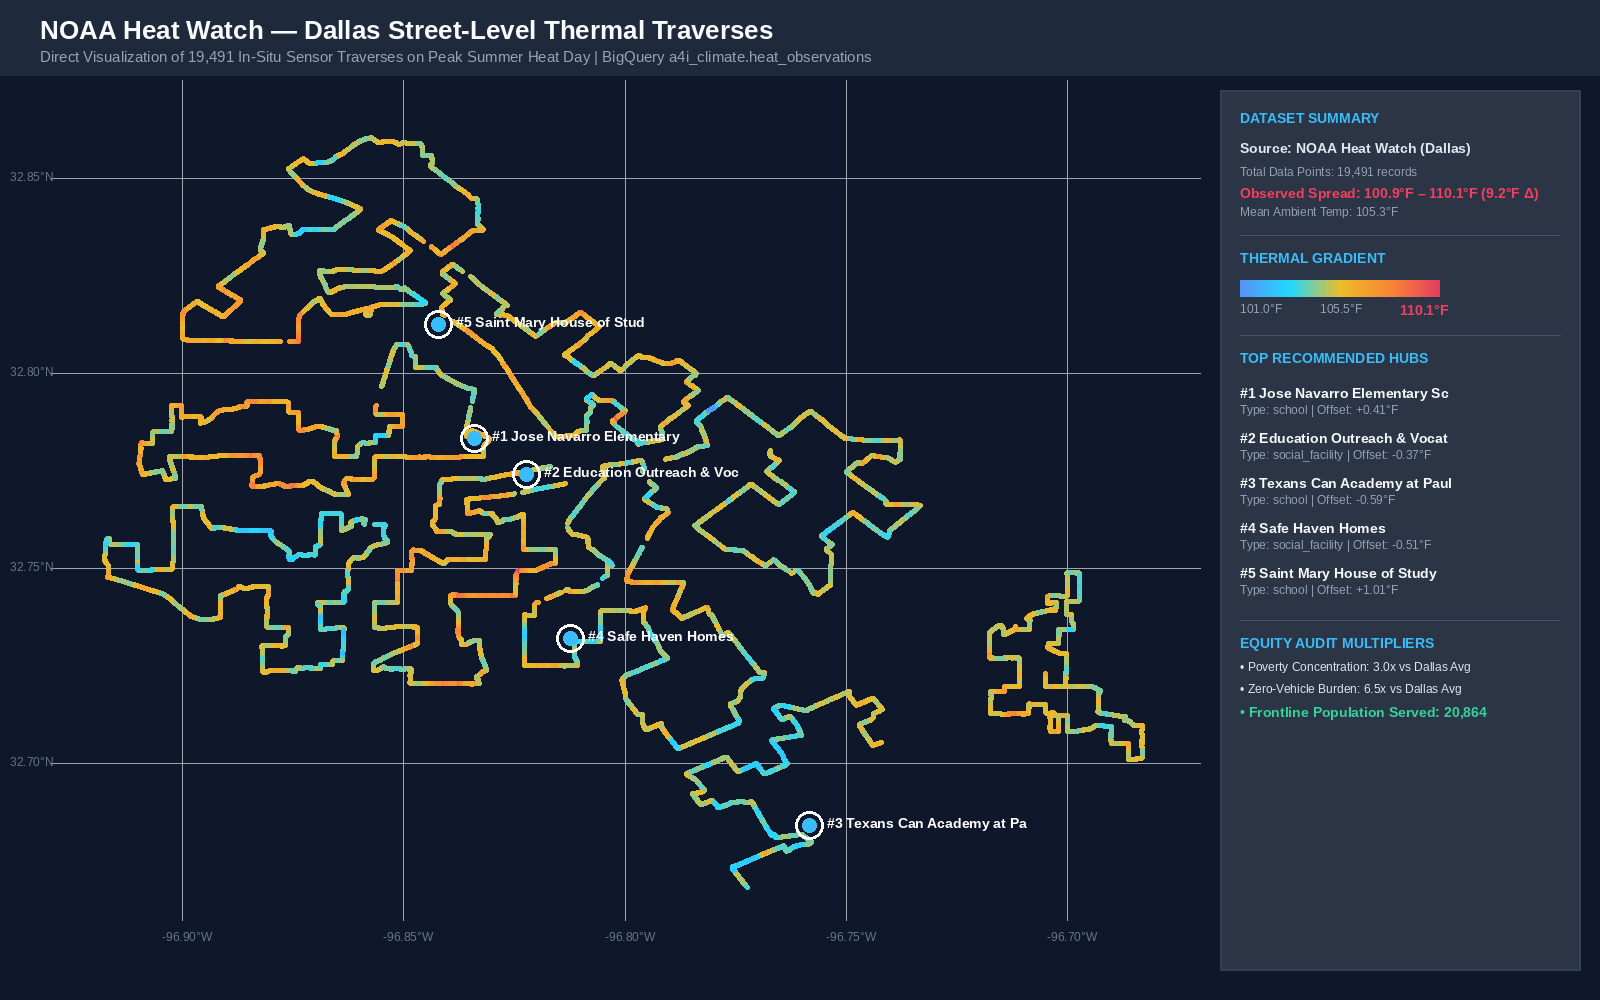 NOAA Heat Watch — Dallas Street-Level Thermal Traverses
Direct Visualization of 19,491 In-Situ Sensor Traverses on Peak Summer Heat Day | BigQuery a4i_climate.heat_observations
32.85°N
32.80°N
32.75°N
32.70°N
#5 Saint Mary House of Stud
#1 Jose Navarro Elementary
#2 Education Outreach & Voc
#4 Safe Haven Homes
#3 Texans Can Academy at Pa
-96.90°W
-96.85°W
-96.80°W
-96.75°W
-96.70°W
DATASET SUMMARY
Source: NOAA Heat Watch (Dallas)
Total Data Points: 19,491 records
Observed Spread: 100.9°F – 110.1°F (9.2°F Δ)
Mean Ambient Temp: 105.3°F
THERMAL GRADIENT
101.0°F 105.5°F 110.1°F
TOP RECOMMENDED HUBS
#1 Jose Navarro Elementary Sc
Type: school | Offset: +0.41°F
#2 Education Outreach & Vocat
Type: social_facility | Offset: -0.37°F
#3 Texans Can Academy at Paul
Type: school | Offset: -0.59°F
#4 Safe Haven Homes
Type: social_facility | Offset: -0.51°F
#5 Saint Mary House of Study
Type: school | Offset: +1.01°F
EQUITY AUDIT MULTIPLIERS
• Poverty Concentration: 3.0x vs Dallas Avg
• Zero-Vehicle Burden: 6.5x vs Dallas Avg
• Frontline Population Served: 20,864